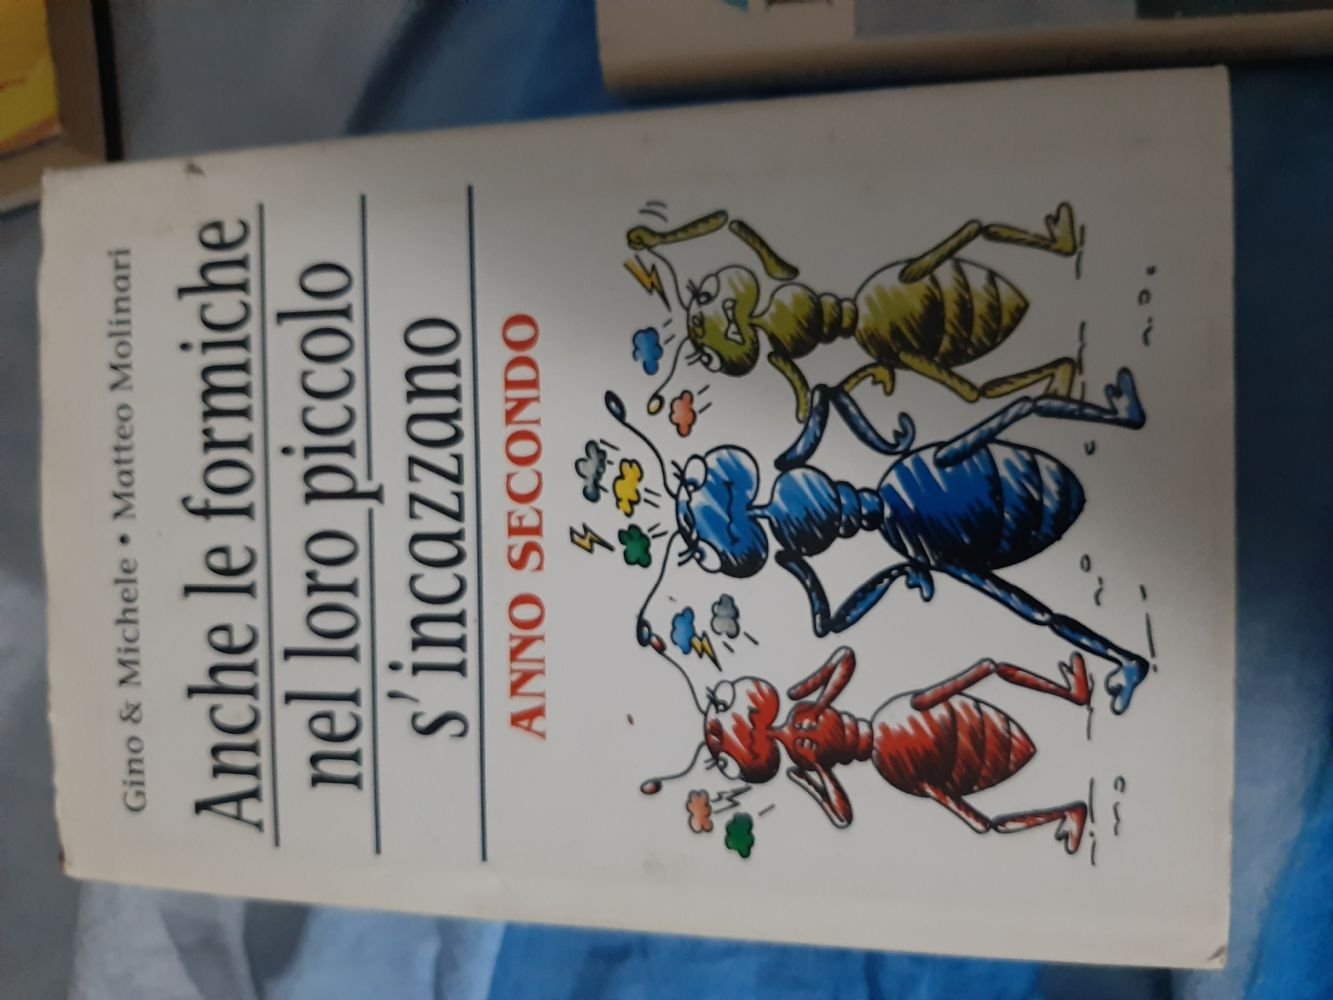 Gino & Michele • Matteo Molinari
Anche le formiche
nel loro piccolo
s'incazzano
ANNO SECONDO